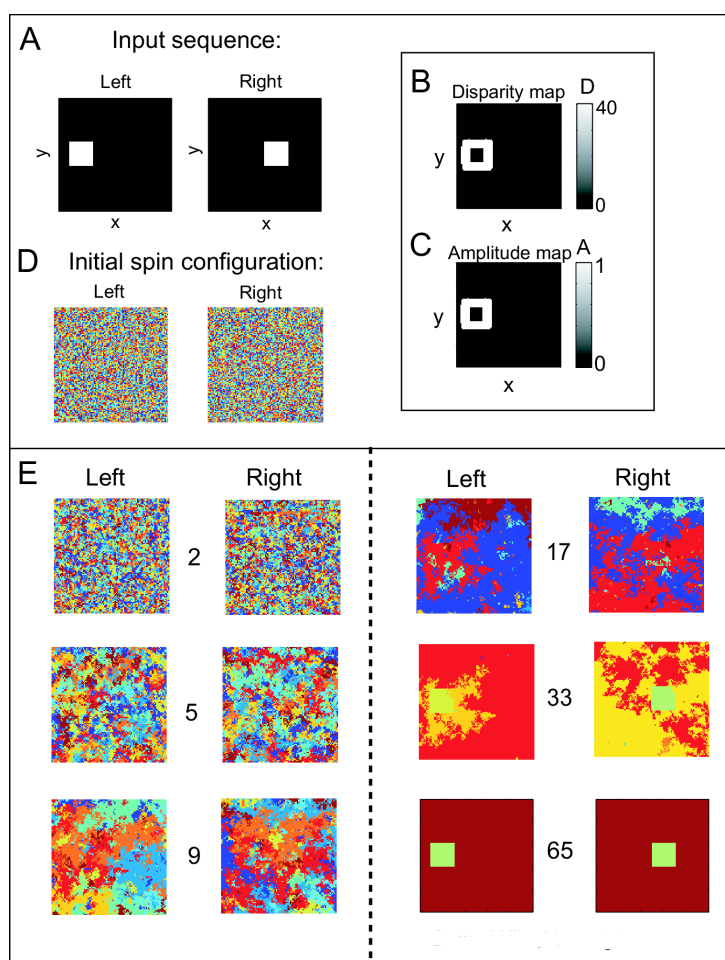 A
Input sequence:
Left Right
y y
x x
B
Disparity map D
40
y
0
x
C
Amplitude map A
1
y
0
x
D Initial spin configuration:
Left Right
E
Left Right Left Right
2 17
5 33
9 65